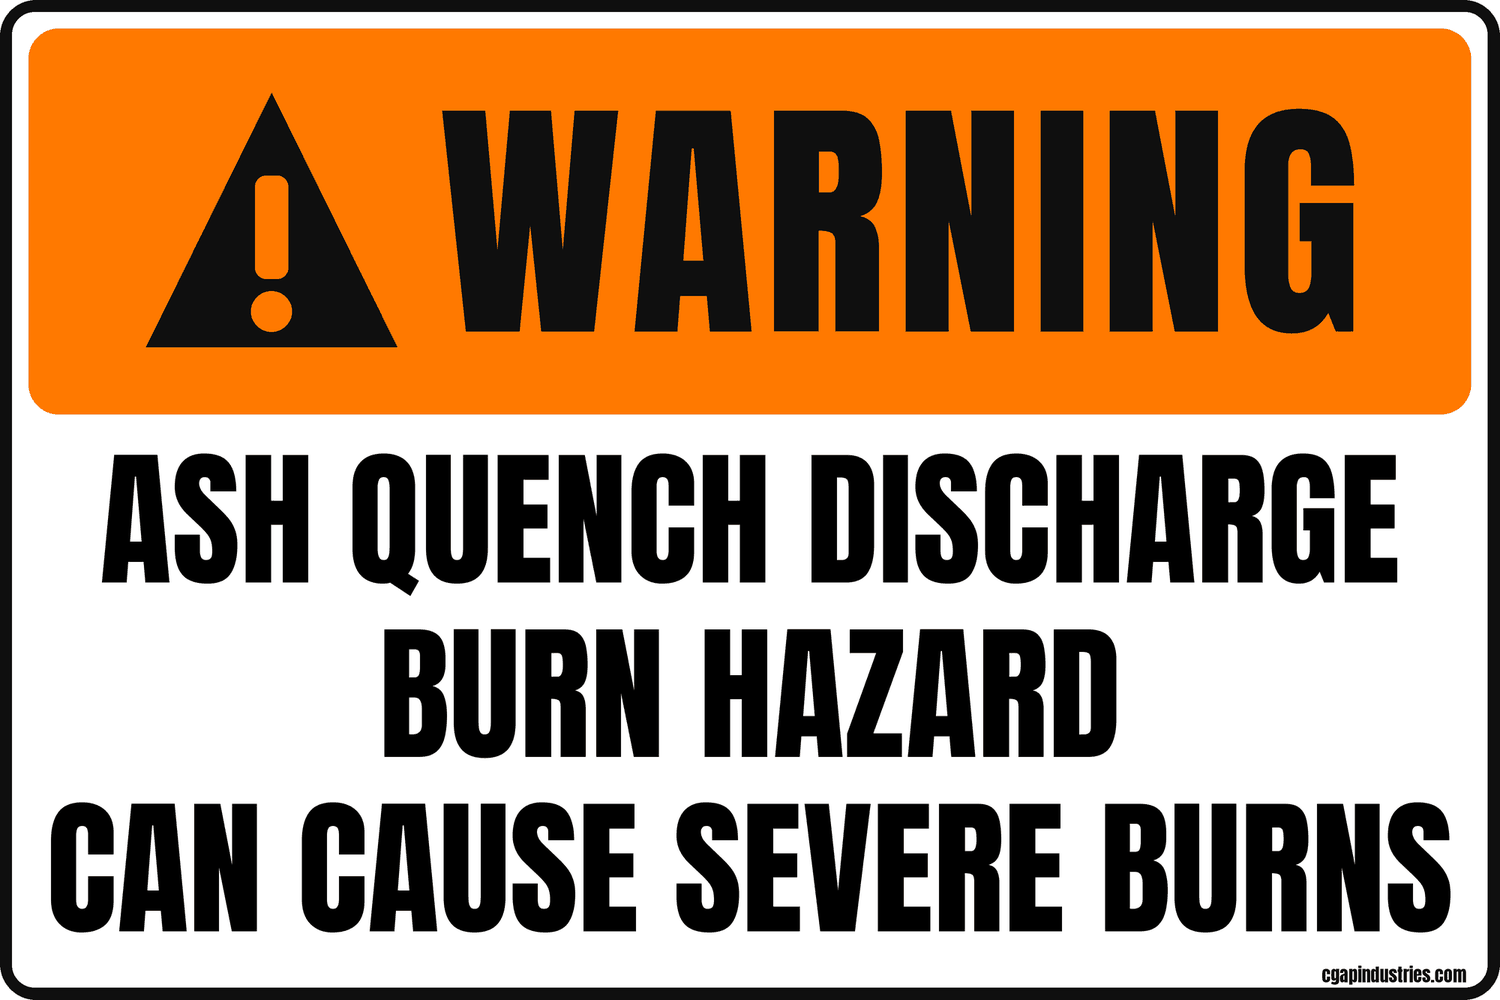 WARNING
ASH QUENCH DISCHARGE
BURN HAZARD
CAN CAUSE SEVERE BURNS
cgapindustries.com